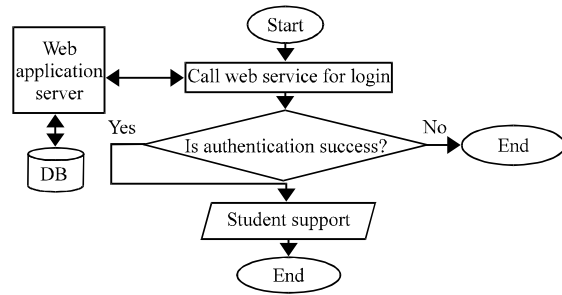 Start
Web
application
server
Call web service for login
Yes
No
Is authentication success?
End
DB
Student support
End